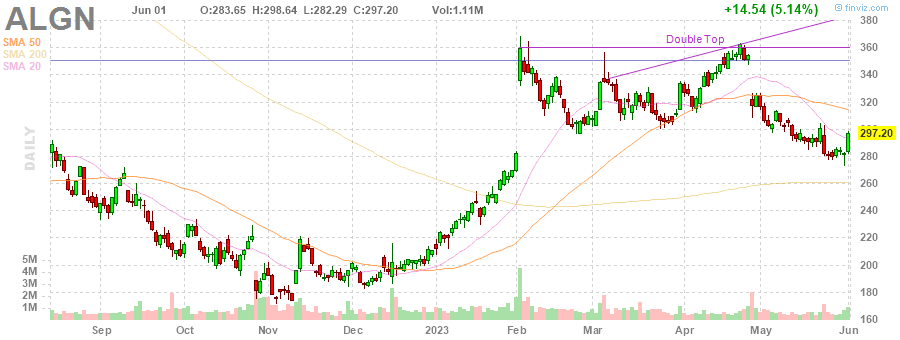 ALGN Jun 01 O:283.65 H:298.64 L:282.29 C:297.20 Vol:1.11M +14.54 (5.14%)
© finviz.com
SMA 50
SMA 200
SMA 20
Double Top
DAILY
380
360
340
320
300
297.20
280
260
240
220
200
180
160
5M
4M
3M
2M
1M
Sep Oct Nov Dec 2023 Feb Mar Apr May Jun